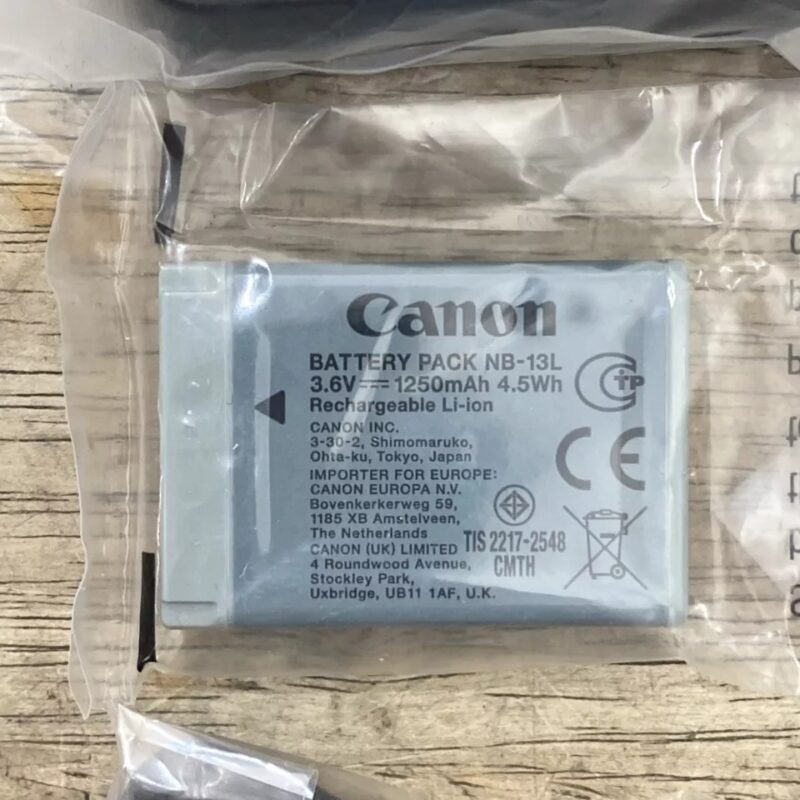 Canon
BATTERY PACK NB-13L
3.6V⎓ 1250mAh 4.5Wh
Rechargeable Li-ion
CANON INC.
3-30-2, Shimomaruko,
Ohta-ku, Tokyo, Japan
IMPORTER FOR EUROPE:
CANON EUROPA N.V.
Bovenkerkerweg 59,
1185 XB Amstelveen,
The Netherlands
CANON (UK) LIMITED
4 Roundwood Avenue,
Stockley Park,
Uxbridge, UB11 1AF, U.K.
TIS 2217-2548
CMTH
CE